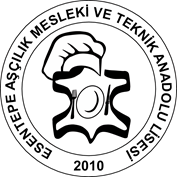 ESENTEPE AŞÇILIK MESLEKİ VE TEKNİK ANADOLU LİSESİ
2010